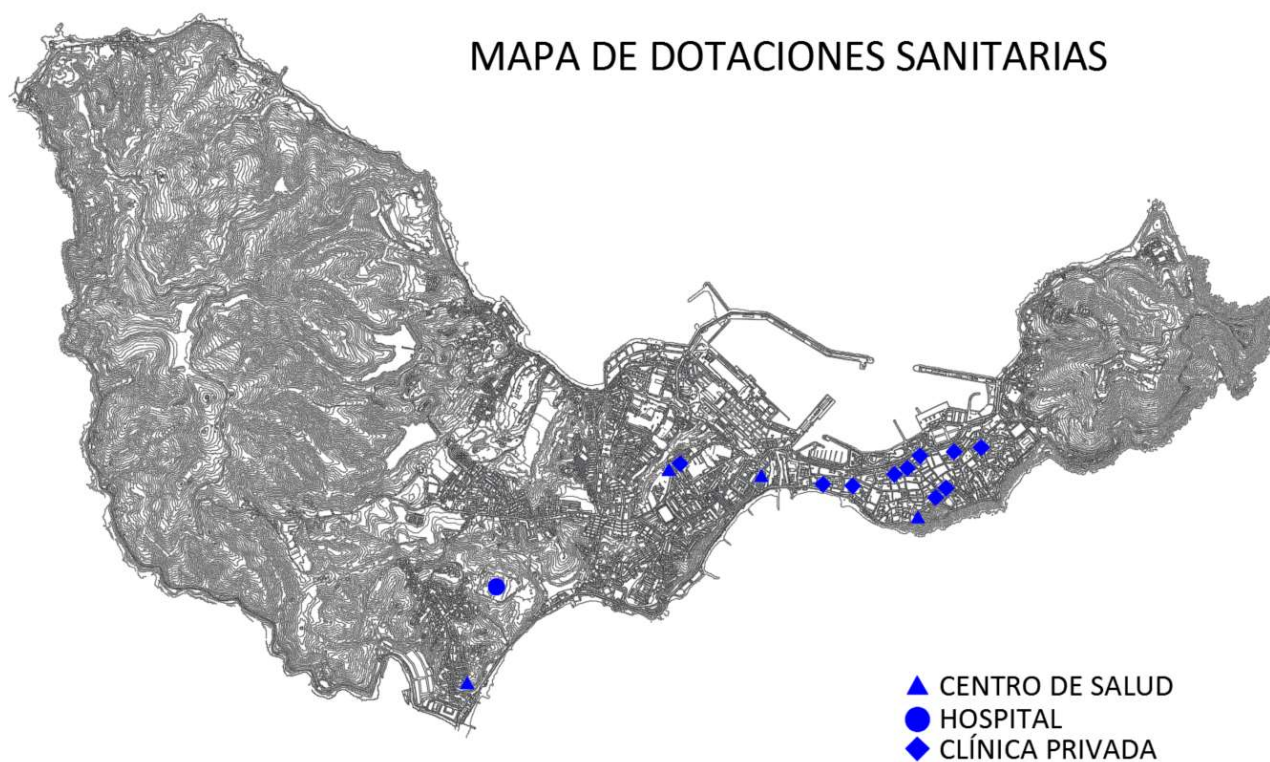 MAPA DE DOTACIONES SANITARIAS
CENTRO DE SALUD
HOSPITAL
CLÍNICA PRIVADA